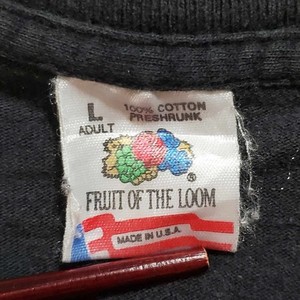 L
ADULT
100% COTTON
PRESHRUNK
®
FRUIT OF THE LOOM
MADE IN U.S.A.